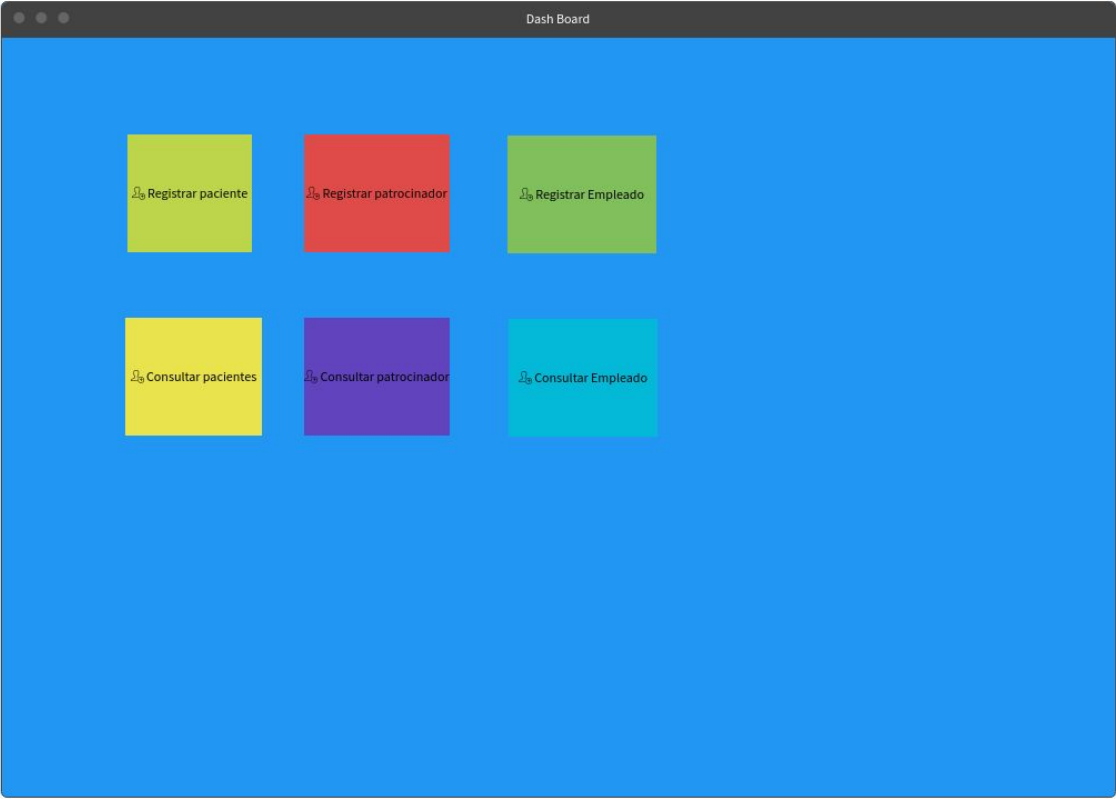 Dash Board
Registrar paciente
Registrar patrocinador
Registrar Empleado
Consultar pacientes
Consultar patrocinador
Consultar Empleado